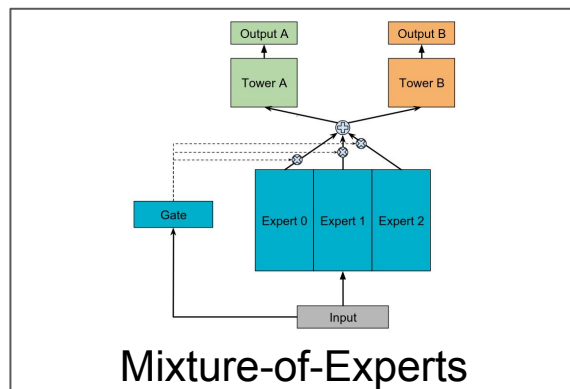 Output A
Output B
Tower A
Tower B
Gate
Expert 0
Expert 1
Expert 2
Input
Mixture-of-Experts